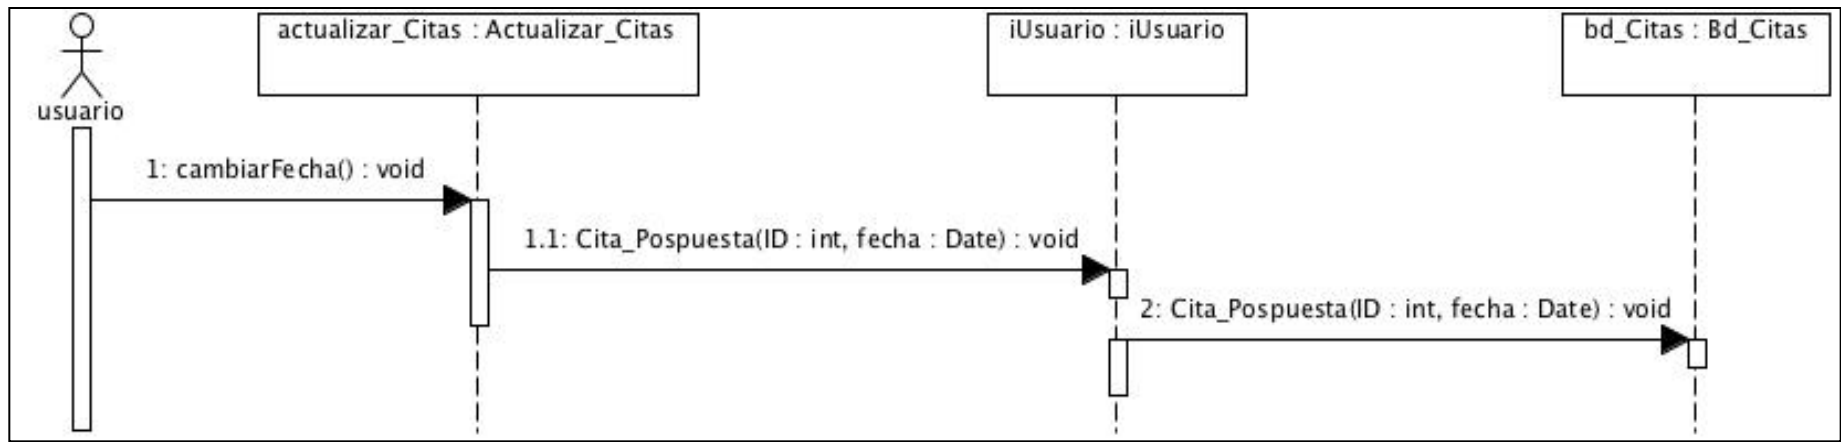 actualizar_Citas : Actualizar_Citas
iUsuario : iUsuario
bd_Citas : Bd_Citas
usuario
1: cambiarFecha() : void
1.1: Cita_Pospuesta(ID : int, fecha : Date) : void
2: Cita_Pospuesta(ID : int, fecha : Date) : void